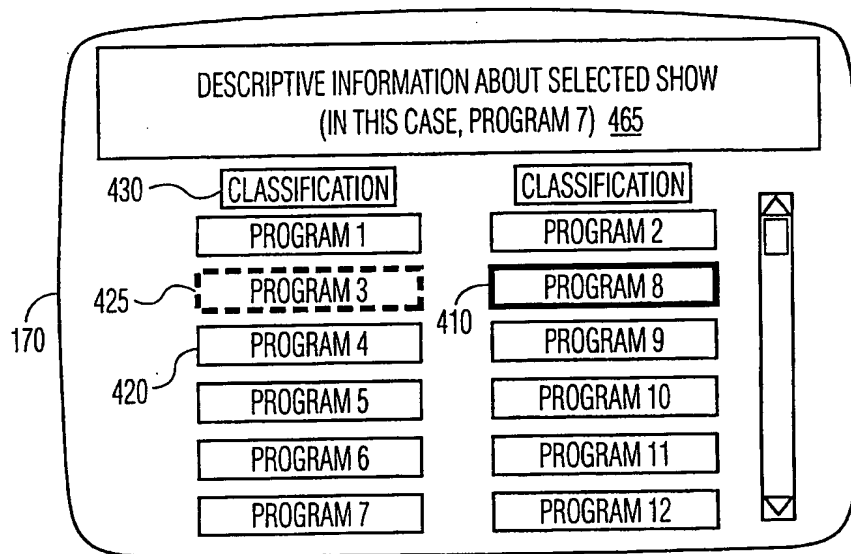 DESCRIPTIVE INFORMATION ABOUT SELECTED SHOW
(IN THIS CASE, PROGRAM 7) 465
430 CLASSIFICATION CLASSIFICATION
PROGRAM 1 PROGRAM 2
425 PROGRAM 3 410 PROGRAM 8
170
420 PROGRAM 4 PROGRAM 9
PROGRAM 5 PROGRAM 10
PROGRAM 6 PROGRAM 11
PROGRAM 7 PROGRAM 12